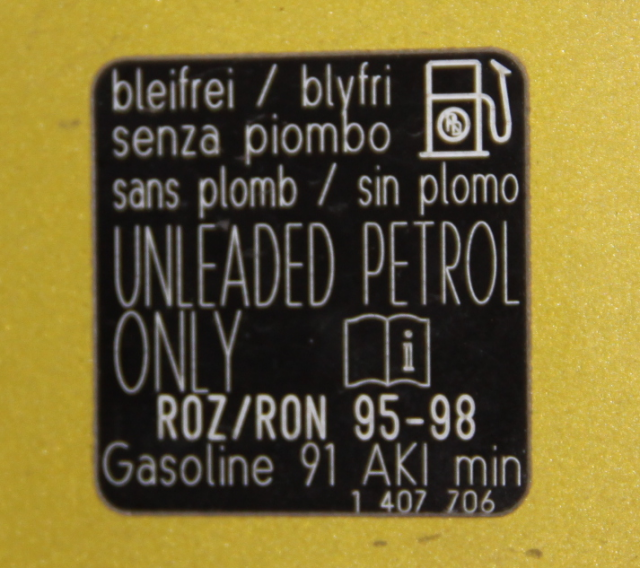 bleifrei / blyfri
senza piombo
sans plomb / sin plomo
UNLEADED PETROL
ONLY
i
ROZ/RON 95-98
Gasoline 91 AKI min
1 407 706